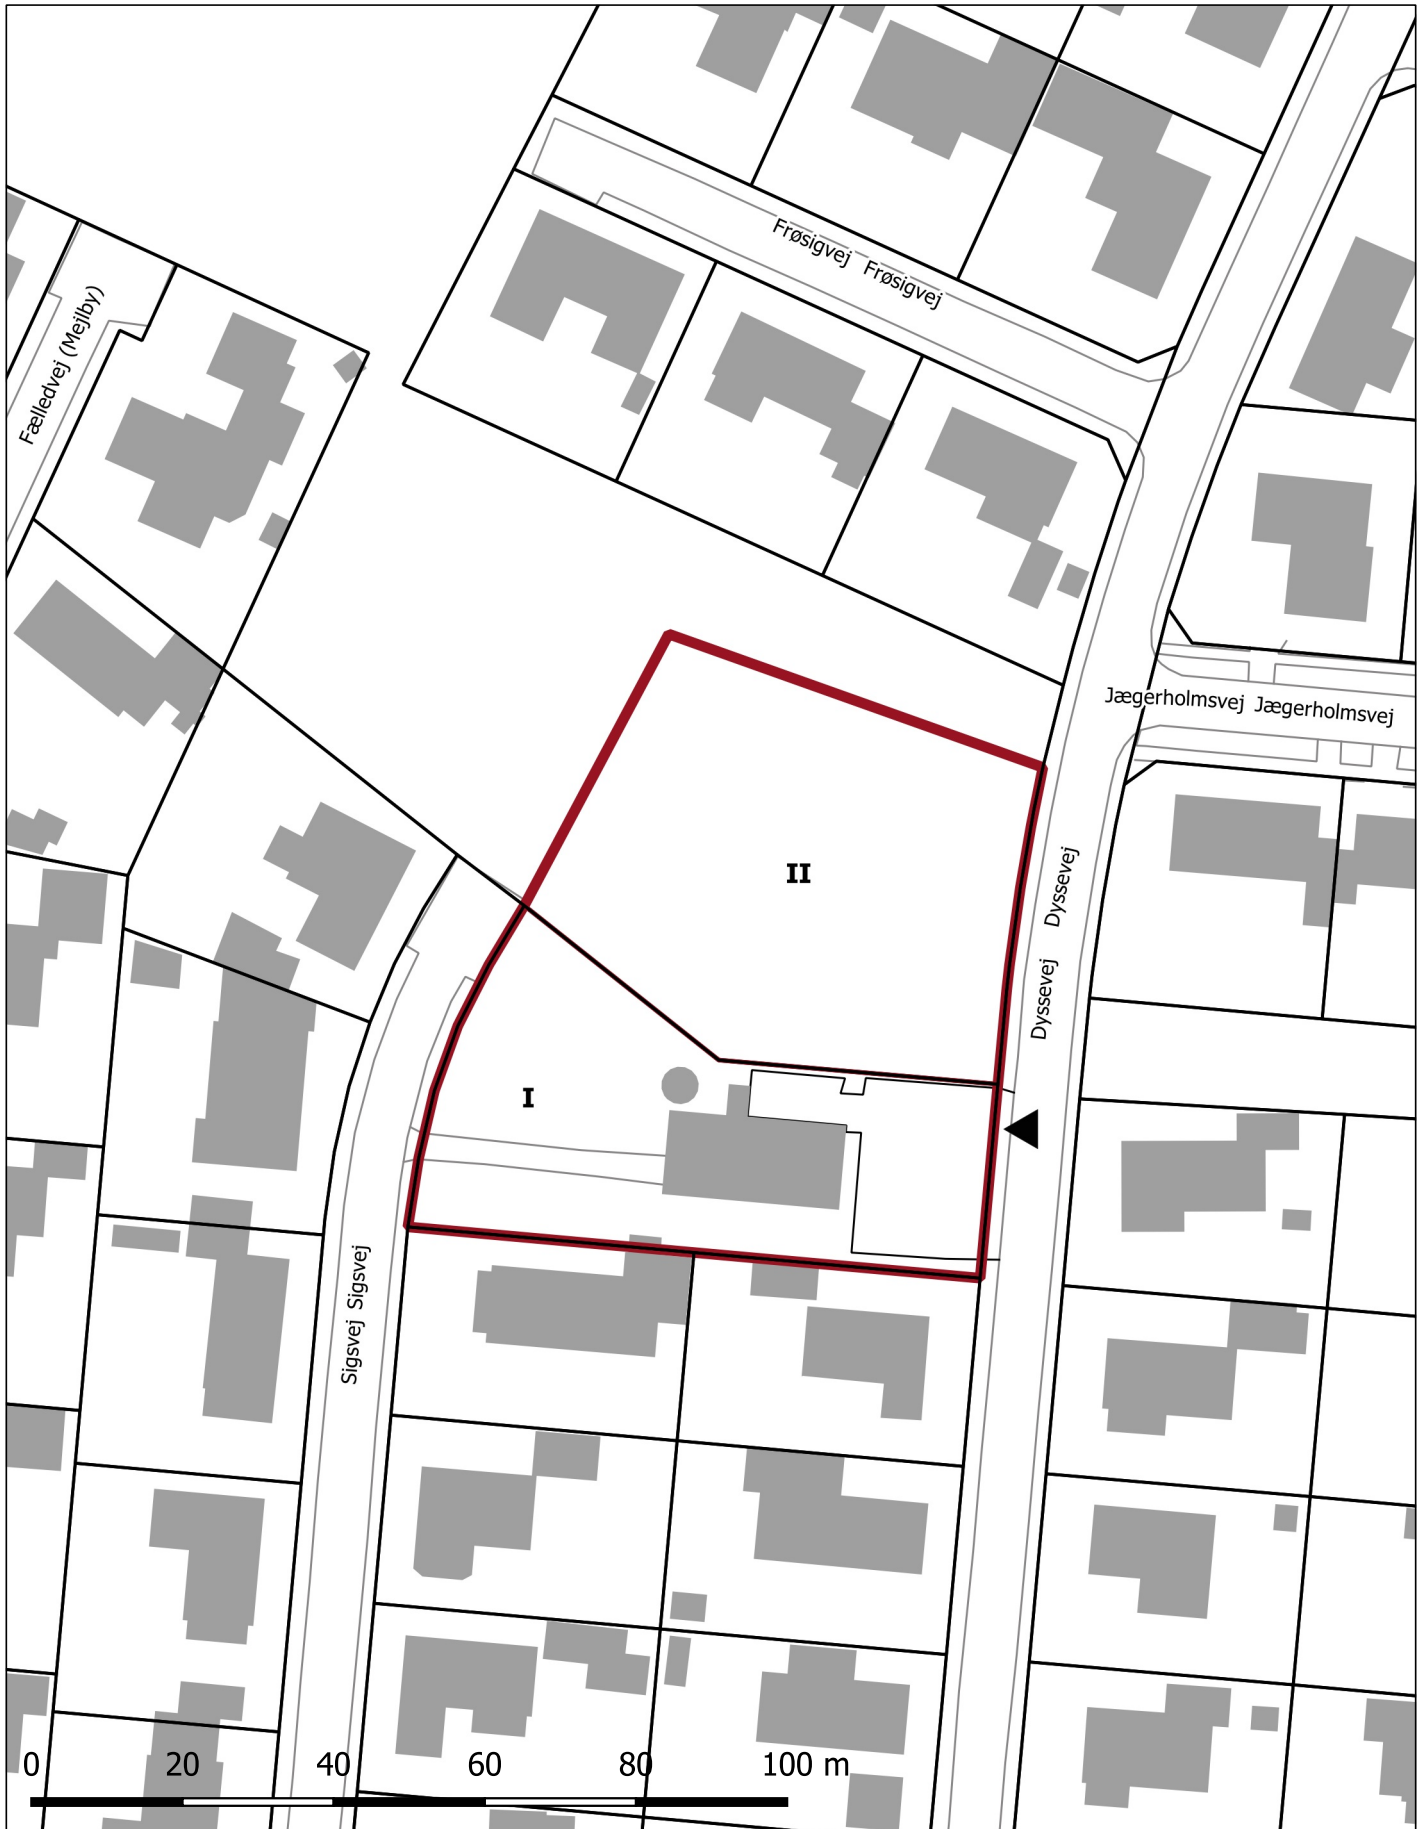 Frøsigvej Frøsigvej
Fælledvej (Mejlby)
Jægerholmsvej Jægerholmsvej
II
Dyssevej Dyssevej
I
Sigsvej Sigsvej
0 20 40 60 80 100 m